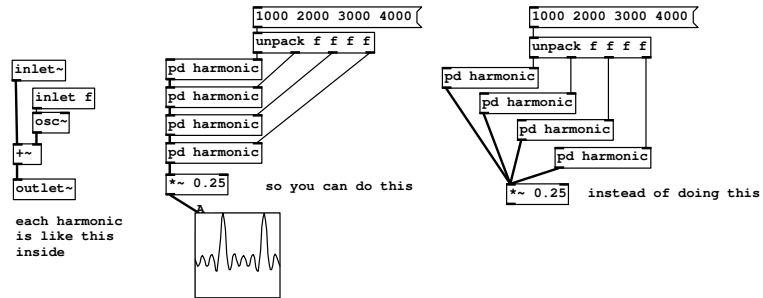 inlet~
inlet f
osc~
+~
outlet~
each harmonic
is like this
inside
1000 2000 3000 4000
unpack f f f f
pd harmonic
pd harmonic
pd harmonic
pd harmonic
*~ 0.25
so you can do this
A
1000 2000 3000 4000
unpack f f f f
pd harmonic
pd harmonic
pd harmonic
pd harmonic
*~ 0.25
instead of doing this